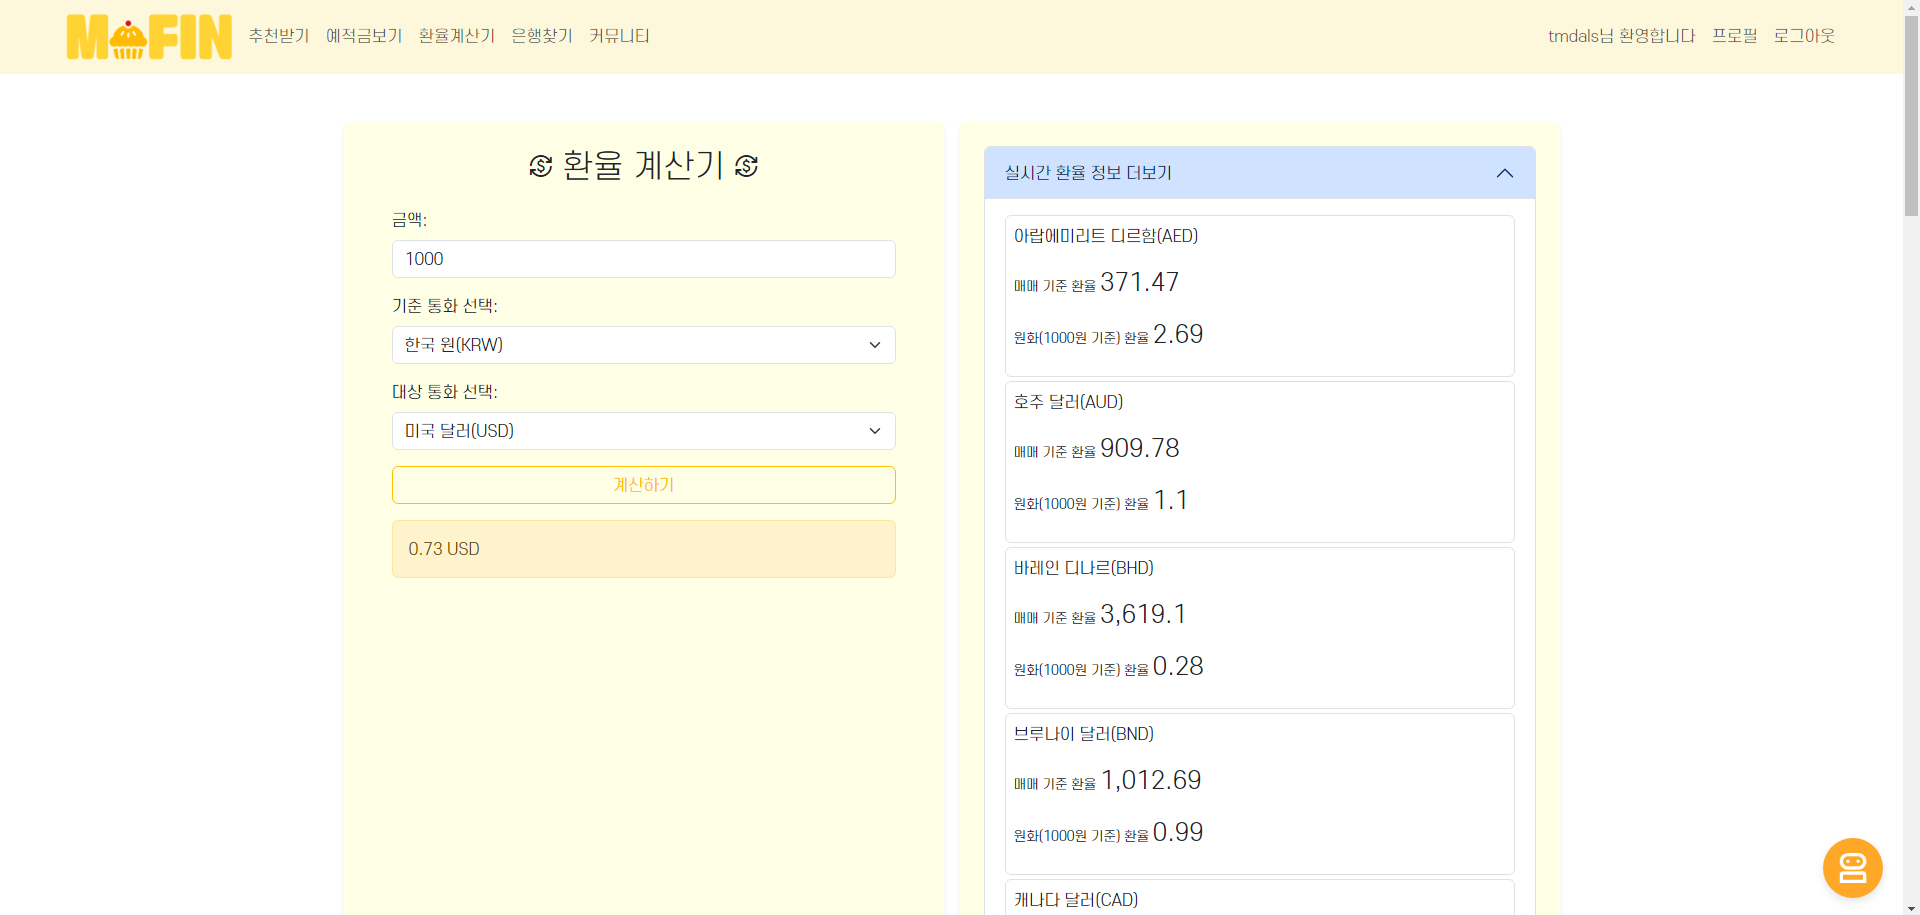 MOFIN 추천받기 예적금보기 환율계산기 은행찾기 커뮤니티 tmdals님 환영합니다 프로필 로그아웃
환율 계산기
금액:
1000
기준 통화 선택:
한국 원(KRW)
대상 통화 선택:
미국 달러(USD)
계산하기
0.73 USD
실시간 환율 정보 더보기
아랍에미리트 디르함(AED)
매매 기준 환율 371.47
원화(1000원 기준) 환율 2.69
호주 달러(AUD)
매매 기준 환율 909.78
원화(1000원 기준) 환율 1.1
바레인 디나르(BHD)
매매 기준 환율 3,619.1
원화(1000원 기준) 환율 0.28
브루나이 달러(BND)
매매 기준 환율 1,012.69
원화(1000원 기준) 환율 0.99
캐나다 달러(CAD)